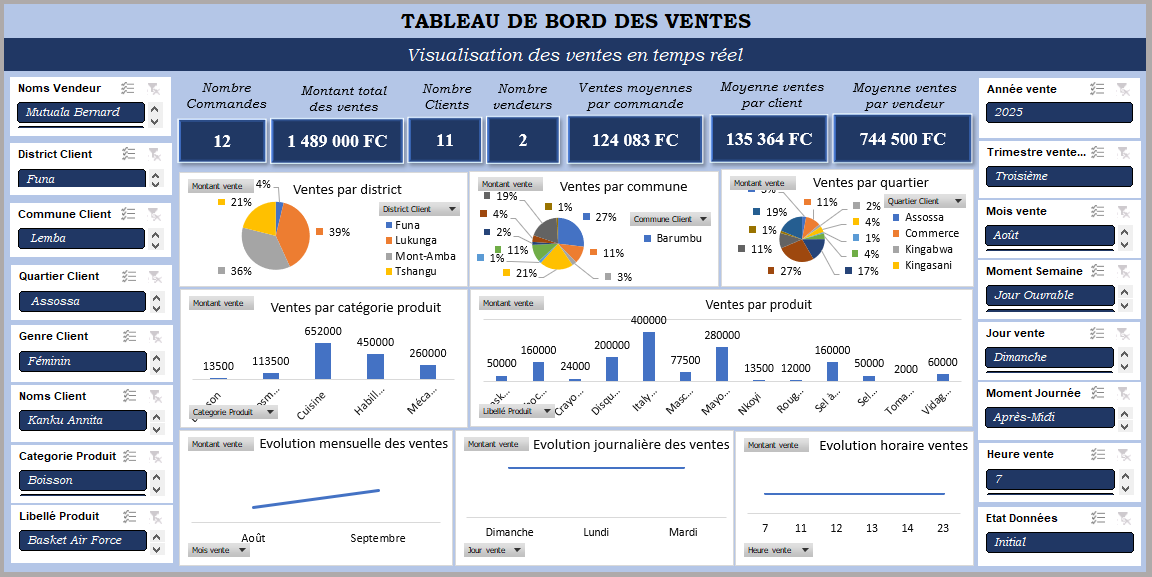 TABLEAU DE BORD DES VENTES
Visualisation des ventes en temps réel
Noms Vendeur
Mutuala Bernard
District Client
Funa
Commune Client
Lemba
Quartier Client
Assossa
Genre Client
Féminin
Noms Client
Kanku Annita
Categorie Produit
Boisson
Libellé Produit
Basket Air Force
Nombre Commandes
12
Montant total des ventes
1 489 000 FC
Nombre Clients
11
Nombre vendeurs
2
Ventes moyennes par commande
124 083 FC
Moyenne ventes par client
135 364 FC
Moyenne ventes par vendeur
744 500 FC
Montant vente
Ventes par district
4%
21%
39%
36%
District Client
Funa
Lukunga
Mont-Amba
Tshangu
Montant vente
Ventes par commune
19%
1%
4%
27%
2%
11%
1%
11%
21%
3%
Commune Client
Barumbu
Montant vente
Ventes par quartier
11%
2%
19%
4%
1%
1%
11%
4%
27%
17%
Quartier Client
Assossa
Commerce
Kingabwa
Kingasani
Montant vente
Ventes par catégorie produit
13500
113500
652000
450000
260000
Cuisine
Habill...
Méca...
Categorie Produit
Montant vente
Ventes par produit
50000
160000
24000
200000
400000
77500
280000
13500
12000
160000
50000
2000
60000
Crayo...
Disqu...
Italy...
Masc...
Mayo...
Nkoyi
Roug...
Sel à...
Sel...
Toma...
Vidag...
Libellé Produit
Montant vente
Evolution mensuelle des ventes
Août
Septembre
Mois vente
Montant vente
Evolution journalière des ventes
Dimanche
Lundi
Mardi
Jour vente
Montant vente
Evolution horaire ventes
7
11
12
13
14
23
Heure vente
Année vente
2025
Trimestre vente...
Troisième
Mois vente
Août
Moment Semaine
Jour Ouvrable
Jour vente
Dimanche
Moment Journée
Après-Midi
Heure vente
7
Etat Données
Initial